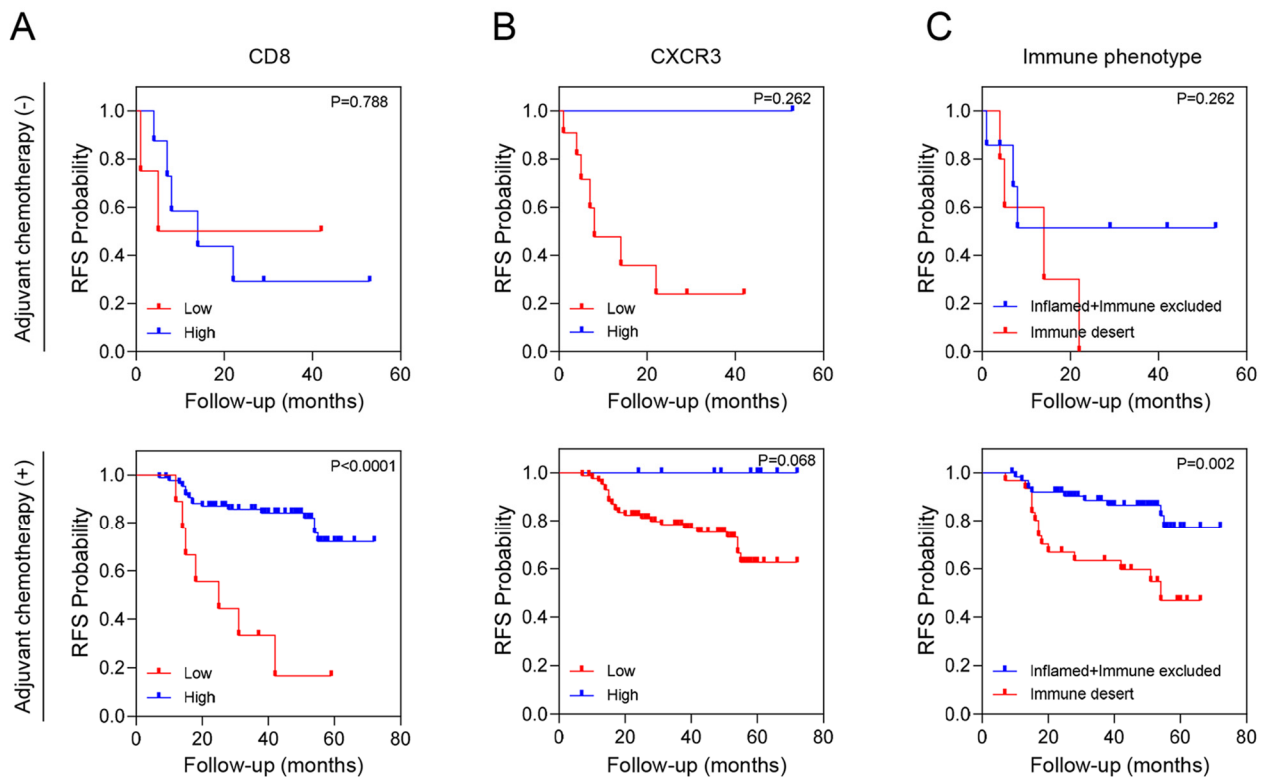 A
B
C
CD8
CXCR3
Immune phenotype
Adjuvant chemotherapy (-)
RFS Probability
1.0
0.8
0.6
0.4
0.2
0.0
P=0.788
Low
High
0
20
40
60
Follow-up (months)
RFS Probability
1.0
0.8
0.6
0.4
0.2
0.0
P=0.262
Low
High
0
20
40
60
Follow-up (months)
RFS Probability
1.0
0.8
0.6
0.4
0.2
0.0
P=0.262
Inflamed+Immune excluded
Immune desert
0
20
40
60
Follow-up (months)
Adjuvant chemotherapy (+)
RFS Probability
1.0
0.8
0.6
0.4
0.2
0.0
P<0.0001
Low
High
0
20
40
60
80
Follow-up (months)
RFS Probability
1.0
0.8
0.6
0.4
0.2
0.0
P=0.068
Low
High
0
20
40
60
80
Follow-up (months)
RFS Probability
1.0
0.8
0.6
0.4
0.2
0.0
P=0.002
Inflamed+Immune excluded
Immune desert
0
20
40
60
80
Follow-up (months)